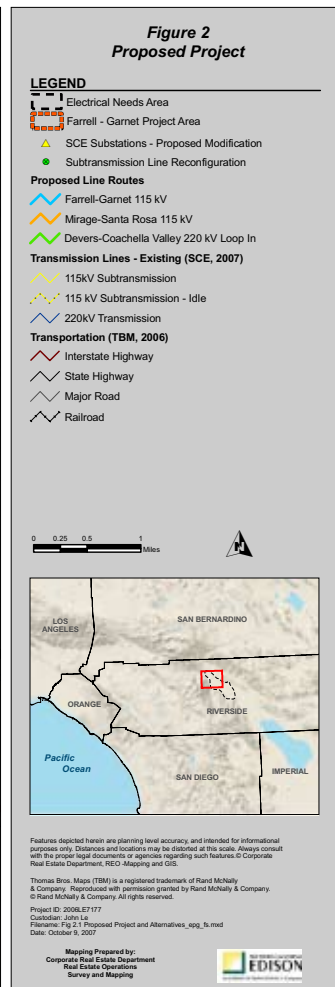 Figure 2
Proposed Project
LEGEND
Electrical Needs Area
Farrell - Garnet Project Area
SCE Substations - Proposed Modification
Subtransmission Line Reconfiguration
Proposed Line Routes
Farrell-Garnet 115 kV
Mirage-Santa Rosa 115 kV
Devers-Coachella Valley 220 kV Loop In
Transmission Lines - Existing (SCE, 2007)
115kV Subtransmission
115 kV Subtransmission - Idle
220kV Transmission
Transportation (TBM, 2006)
Interstate Highway
State Highway
Major Road
Railroad
0 0.25 0.5 1
Miles
N
LOS
ANGELES
SAN BERNARDINO
ORANGE
RIVERSIDE
Pacific
Ocean
SAN DIEGO
IMPERIAL
Features depicted herein are planning level accuracy, and intended for informational
purposes only. Distances and locations may be distorted at this scale. Always consult
with the proper legal documents or agencies regarding such features.© Corporate
Real Estate Department, REO -Mapping and GIS.
Thomas Bros. Maps (TBM) is a registered trademark of Rand McNally
& Company. Reproduced with permission granted by Rand McNally & Company.
© Rand McNally & Company. All rights reserved.
Project ID: 2006LE7177
Custodian: John Le
Filename: Fig 2.1 Proposed Project and Alternatives_epg_fs.mxd
Date: October 9, 2007
Mapping Prepared by:
Corporate Real Estate Department
Real Estate Operations
Survey and Mapping
EDISON